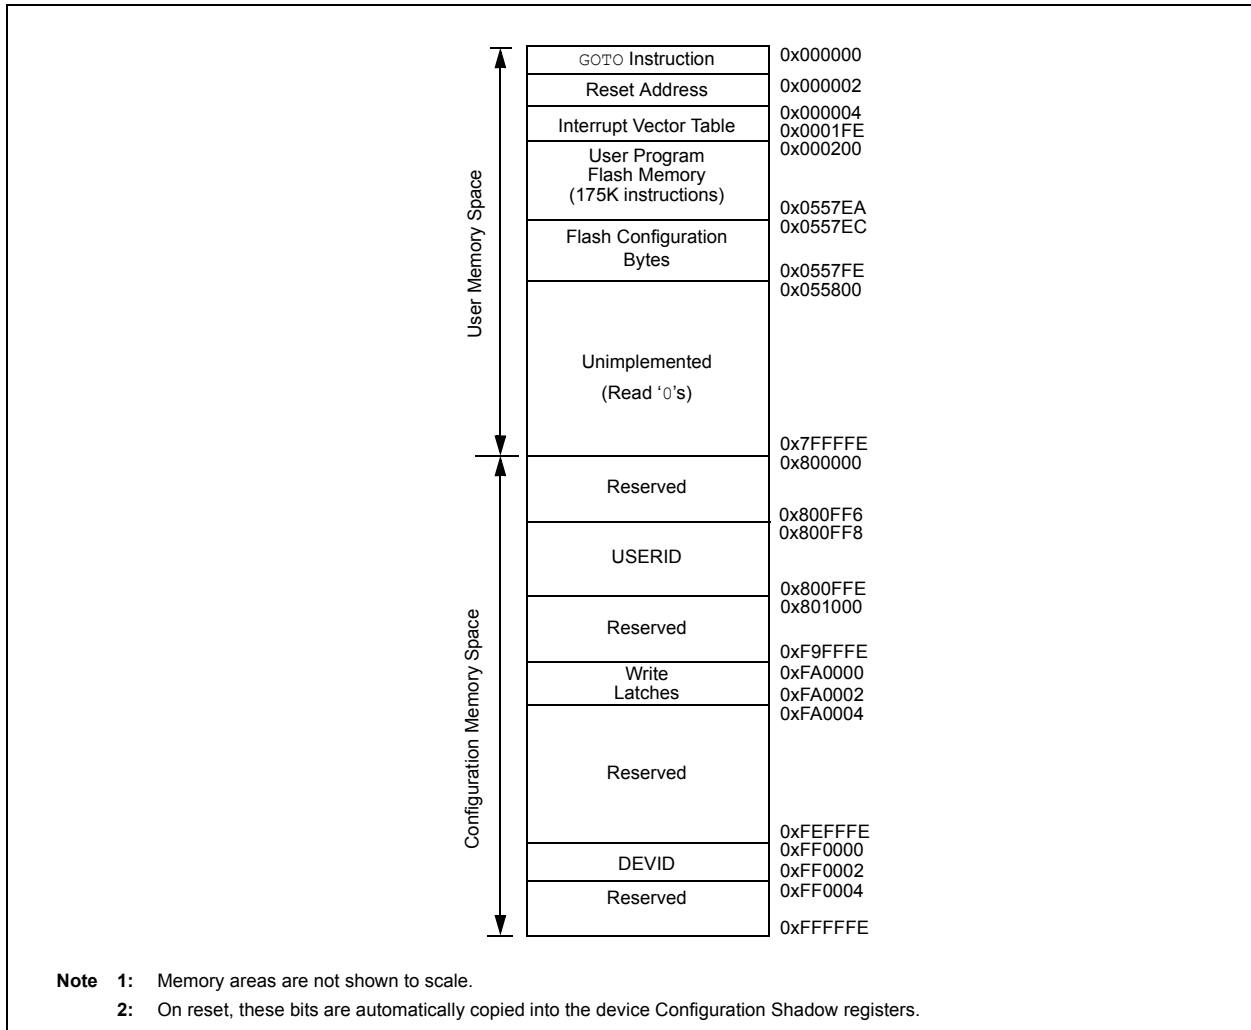 GOTO Instruction 0x000000
Reset Address 0x000002
0x000004
Interrupt Vector Table 0x0001FE
0x000200
User Program
Flash Memory
(175K instructions)
0x0557EA
0x0557EC
Flash Configuration
Bytes
0x0557FE
0x055800
User Memory Space
Unimplemented
(Read ‘0’s)
0x7FFFFE
0x800000
Reserved
0x800FF6
0x800FF8
USERID
0x800FFE
0x801000
Reserved
0xF9FFFE
Write 0xFA0000
Latches 0xFA0002
0xFA0004
Configuration Memory Space
Reserved
0xFEFFFE
0xFF0000
DEVID
0xFF0002
0xFF0004
Reserved
0xFFFFFE
Note 1: Memory areas are not shown to scale.
2: On reset, these bits are automatically copied into the device Configuration Shadow registers.